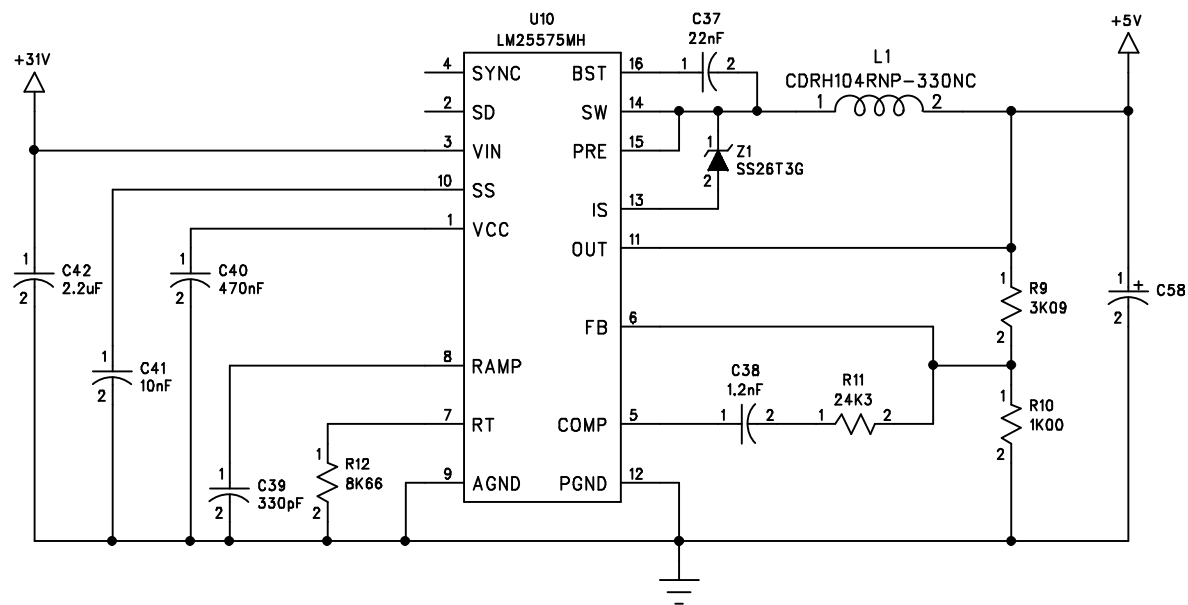 U10
LM25575MH
+31V
+5V
4 SYNC
2 SD
3 VIN
10 SS
1 VCC
8 RAMP
7 RT
9 AGND
BST 16
SW 14
PRE 15
IS 13
OUT 11
FB 6
COMP 5
PGND 12
C37
22nF
1 2
L1
CDRH104RNP-330NC
1 2
1 Z1
SS26T3G
2
1 C42
2.2uF
2
1 C40
470nF
2
1 C41
10nF
2
1 C39
330pF
2
1 R12
8K66
2
C38
1.2nF
1 2
R11
24K3
1 2
1 R9
3K09
2
1 R10
1K00
2
1 + C58
2